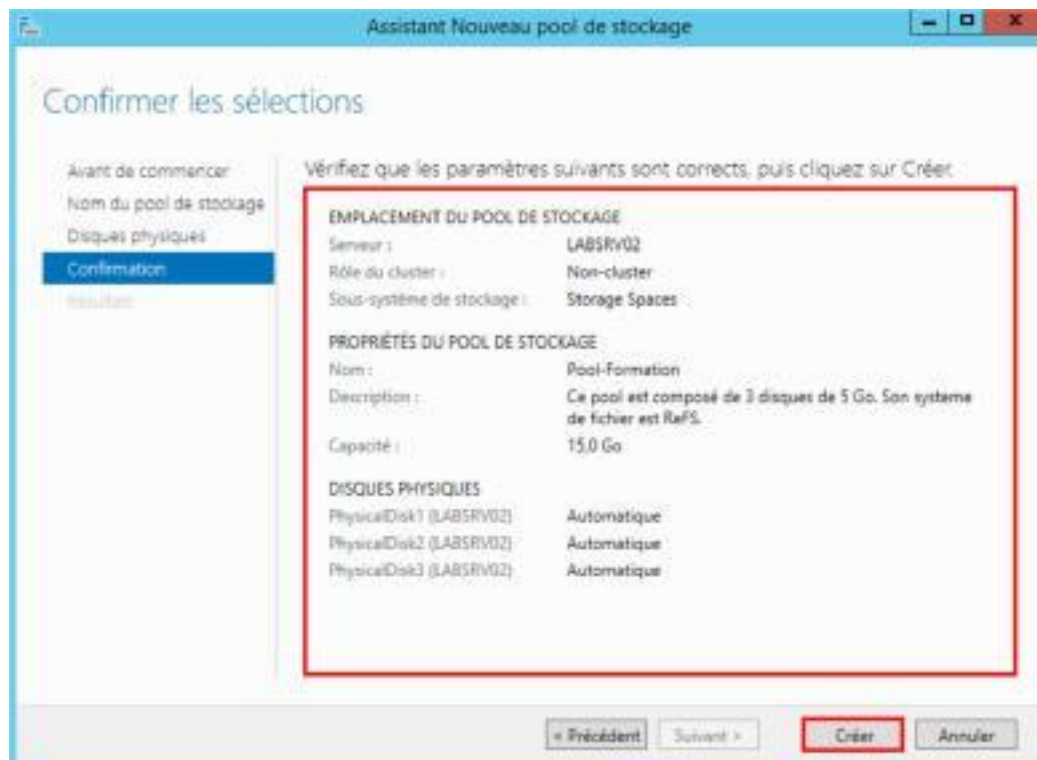 Assistant Nouveau pool de stockage
Confirmer les sélections
Avant de commencer
Nom du pool de stockage
Disques physiques
Confirmation
Résultats
Vérifiez que les paramètres suivants sont corrects, puis cliquez sur Créer.
EMPLACEMENT DU POOL DE STOCKAGE
Serveur : LABSRV02
Rôle du cluster : Non-cluster
Sous-système de stockage : Storage Spaces
PROPRIÉTÉS DU POOL DE STOCKAGE
Nom : Pool-Formation
Description : Ce pool est composé de 3 disques de 5 Go. Son systeme
de fichier est ReFS.
Capacité : 15,0 Go
DISQUES PHYSIQUES
PhysicalDisk1 (LABSRV02) Automatique
PhysicalDisk2 (LABSRV02) Automatique
PhysicalDisk3 (LABSRV02) Automatique
< Précédent
Suivant >
Créer
Annuler